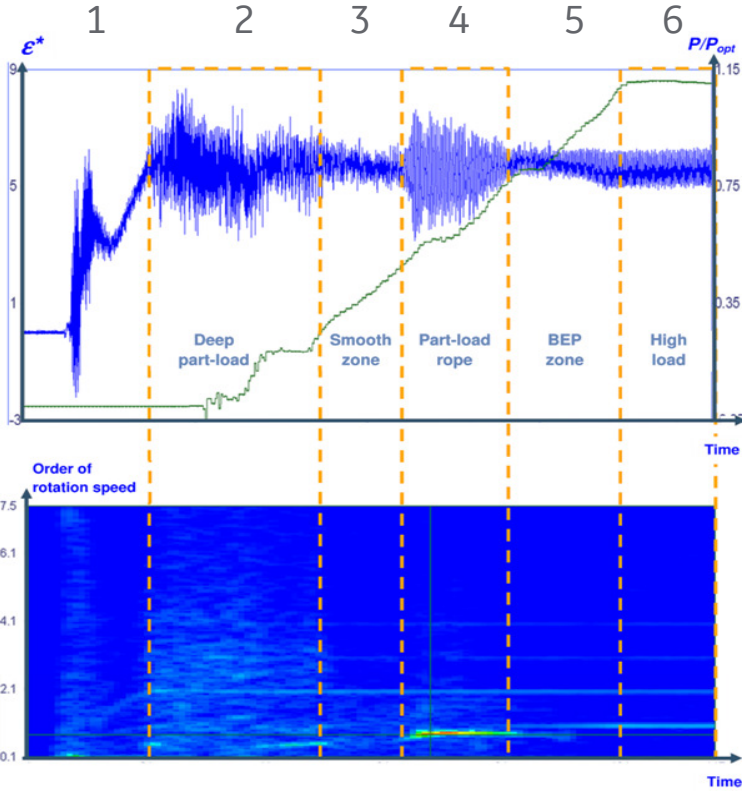 1 2 3 4 5 6
ε* P/P_opt
9 1.15
5 0.75
1 0.35
Deep Smooth Part-load BEP High
part-load zone rope zone load
-3
Time
Order of
rotation speed
7.5
6.1
4.1
2.1
0.1
Time